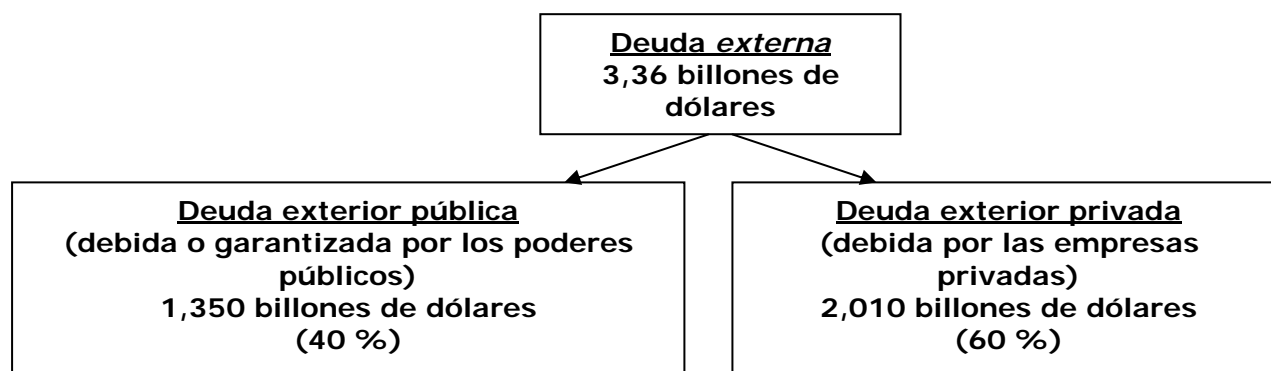 Deuda externa
3,36 billones de
dólares
Deuda exterior pública
(debida o garantizada por los poderes
públicos)
1,350 billones de dólares
(40 %)
Deuda exterior privada
(debida por las empresas
privadas)
2,010 billones de dólares
(60 %)